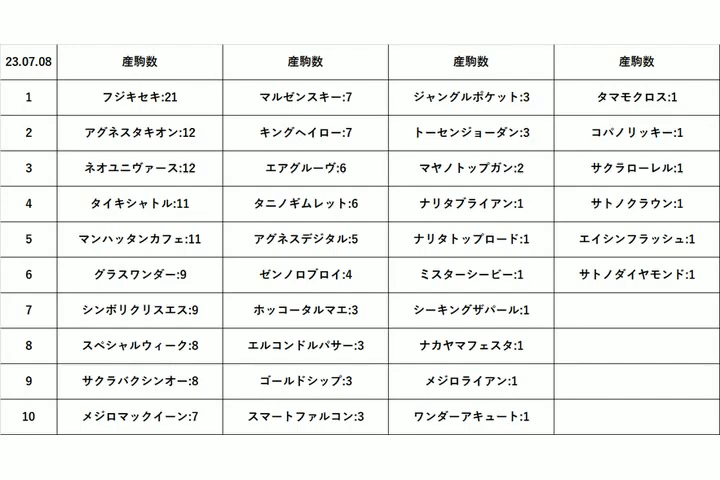 23.07.08 産駒数 産駒数 産駒数 産駒数
1 フジキセキ:21 マルゼンスキー:7 ジャングルポケット:3 タマモクロス:1
2 アグネスタキオン:12 キングヘイロー:7 トーセンジョーダン:3 コパノリッキー:1
3 ネオユニヴァース:12 エアグルーヴ:6 マヤノトップガン:2 サクラローレル:1
4 タイキシャトル:11 タニノギムレット:6 ナリタブライアン:1 サトノクラウン:1
5 マンハッタンカフェ:11 アグネスデジタル:5 ナリタトップロード:1 エイシンフラッシュ:1
6 グラスワンダー:9 ゼンノロブロイ:4 ミスターシービー:1 サトノダイヤモンド:1
7 シンボリクリスエス:9 ホッコータルマエ:3 シーキングザパール:1
8 スペシャルウィーク:8 エルコンドルパサー:3 ナカヤマフェスタ:1
9 サクラバクシンオー:8 ゴールドシップ:3 メジロライアン:1
10 メジロマックイーン:7 スマートファルコン:3 ワンダーアキュート:1